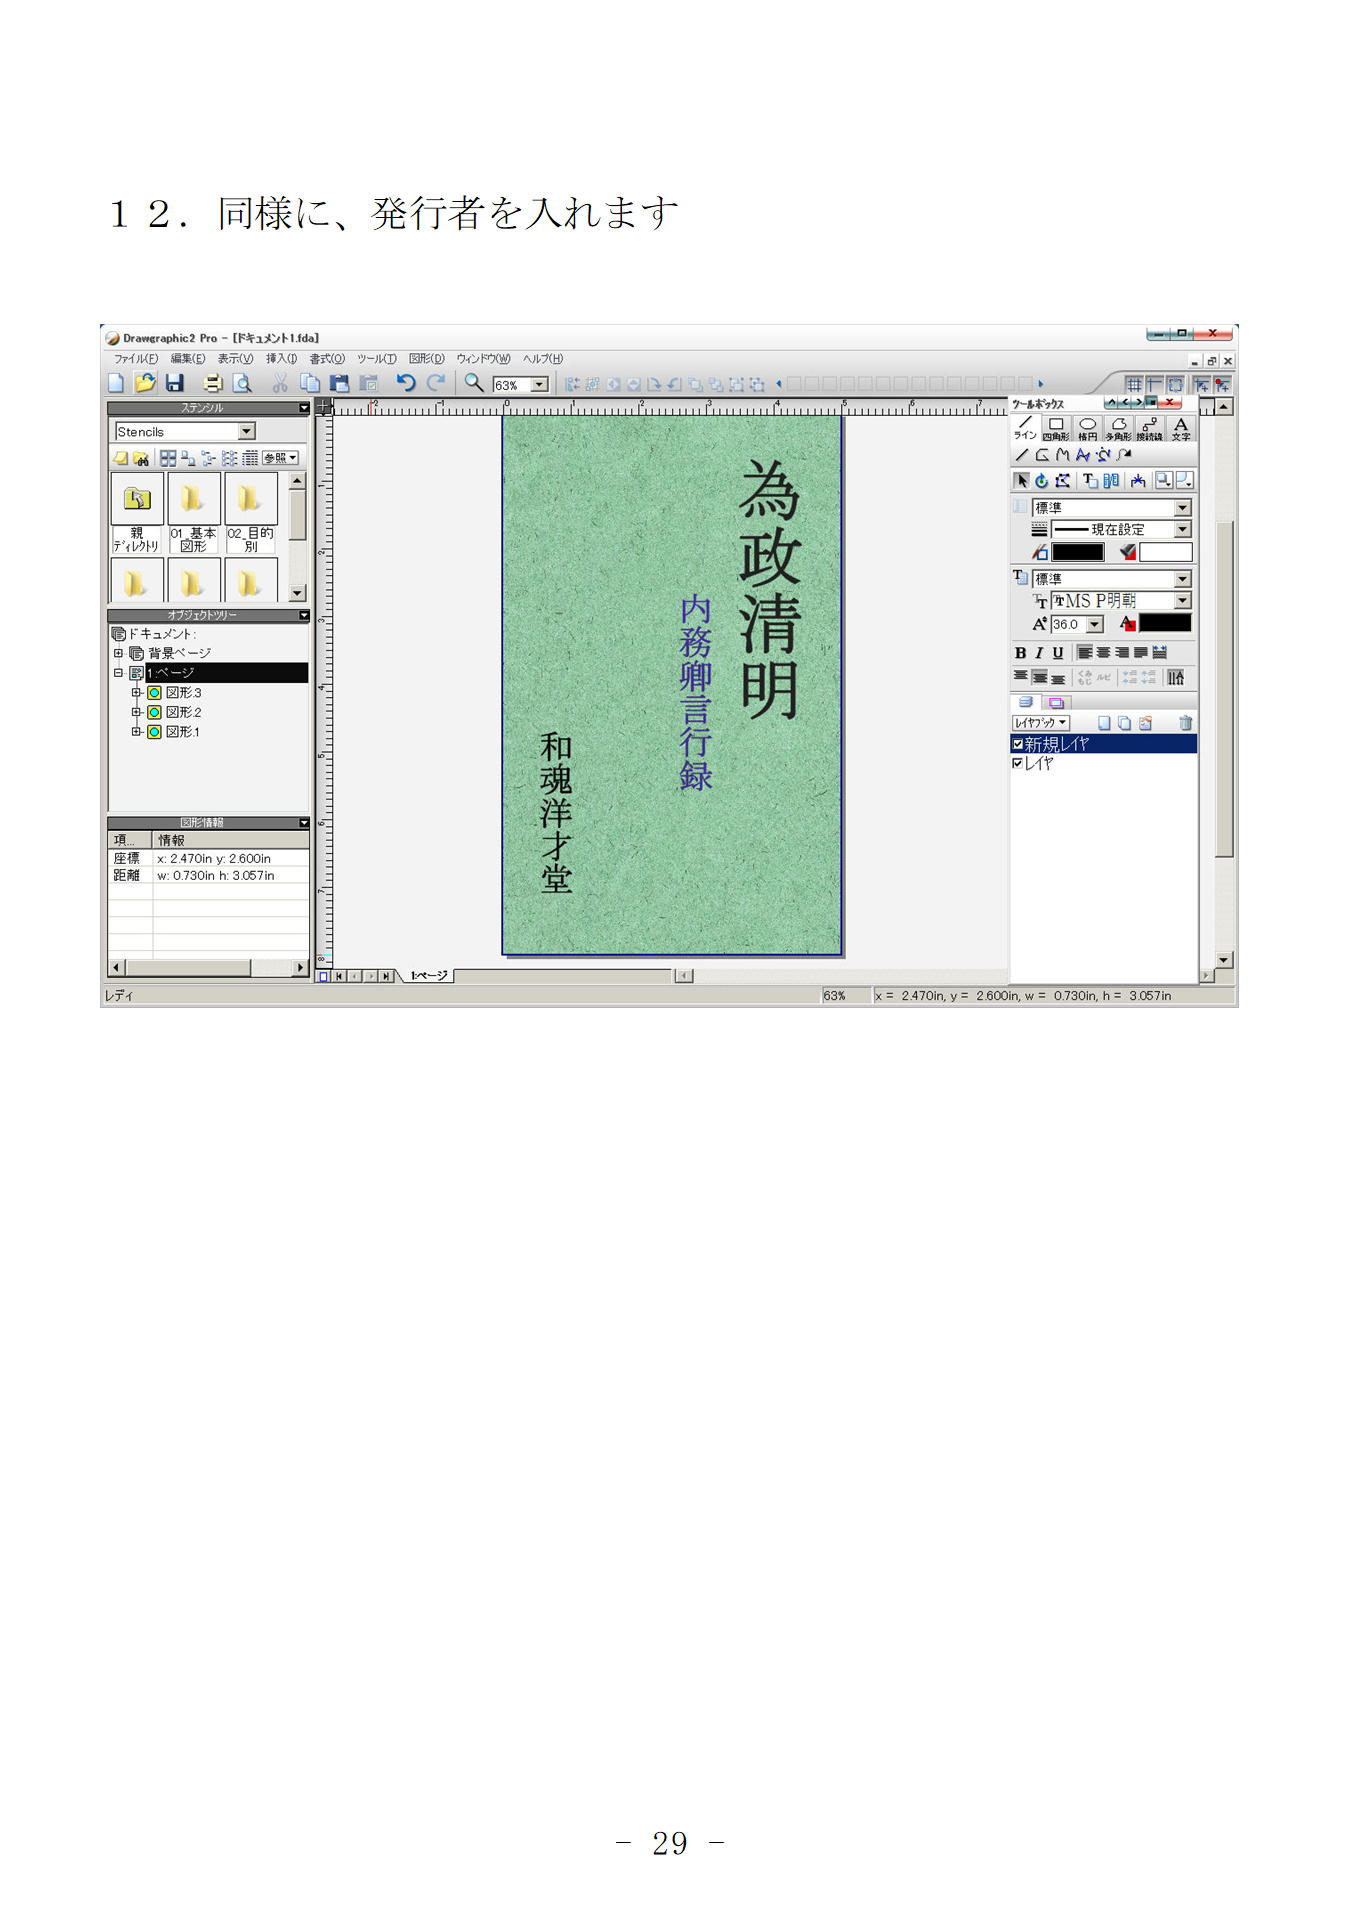 １２．同様に、発行者を入れます
Drawgraphic2 Pro - [ドキュメント1.fda]
ファイル(F) 編集(E) 表示(V) 挿入(I) 書式(O) ツール(T) 図形(D) ウィンドウ(W) ヘルプ(H)
63%
ステンシル
Stencils
参照
親ディレクトリ
01_基本図形
02_目的別
オブジェクトツリー
ドキュメント:
背景ページ
1:ページ
図形.3
図形.2
図形.1
図形情報
項... 情報
座標 x: 2.470in y: 2.600in
距離 w: 0.730in h: 3.057in
為政清明
内務卿言行録
和魂洋才堂
1:ページ
ツールボックス
ライン 四角形 楕円 多角形 接続線 文字
標準
現在設定
標準
MS P明朝
36.0
B I U
くみもじ ルビ
レイヤブック
新規レイヤ
レイヤ
レディ
63% x = 2.470in, y = 2.600in, w = 0.730in, h = 3.057in
- 29 -